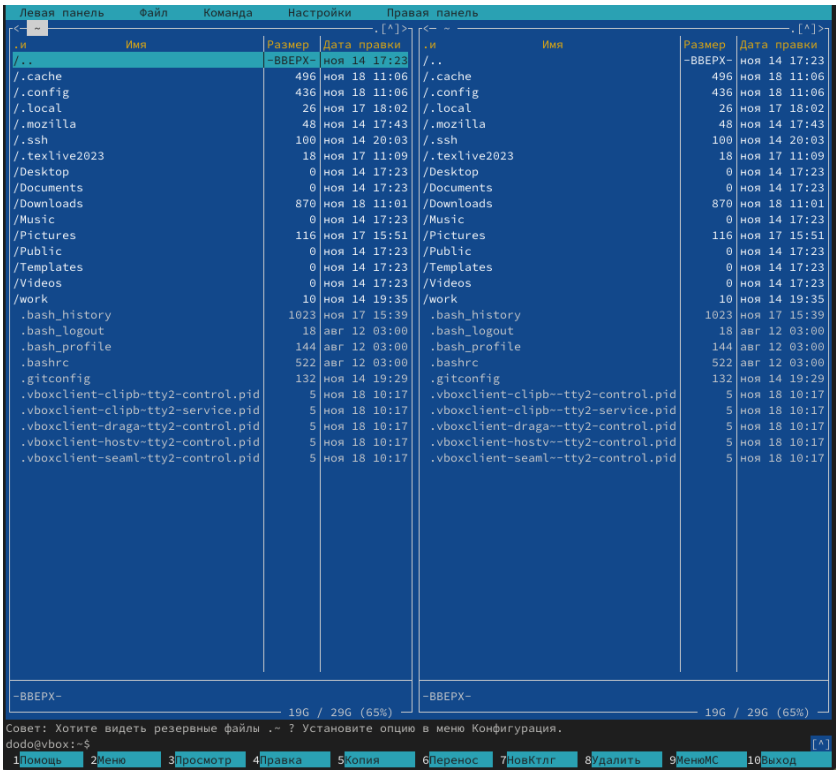 Левая панель Файл Команда Настройки Правая панель
<- ~ .[^]> <- ~ .[^]>
.и Имя Размер Дата правки .и Имя Размер Дата правки
/.. -ВВЕРХ- ноя 14 17:23 /.. -ВВЕРХ- ноя 14 17:23
/.cache 496 ноя 18 11:06 /.cache 496 ноя 18 11:06
/.config 436 ноя 18 11:06 /.config 436 ноя 18 11:06
/.local 26 ноя 17 18:02 /.local 26 ноя 17 18:02
/.mozilla 48 ноя 14 17:43 /.mozilla 48 ноя 14 17:43
/.ssh 100 ноя 14 20:03 /.ssh 100 ноя 14 20:03
/.texlive2023 18 ноя 17 11:09 /.texlive2023 18 ноя 17 11:09
/Desktop 0 ноя 14 17:23 /Desktop 0 ноя 14 17:23
/Documents 0 ноя 14 17:23 /Documents 0 ноя 14 17:23
/Downloads 870 ноя 18 11:01 /Downloads 870 ноя 18 11:01
/Music 0 ноя 14 17:23 /Music 0 ноя 14 17:23
/Pictures 116 ноя 17 15:51 /Pictures 116 ноя 17 15:51
/Public 0 ноя 14 17:23 /Public 0 ноя 14 17:23
/Templates 0 ноя 14 17:23 /Templates 0 ноя 14 17:23
/Videos 0 ноя 14 17:23 /Videos 0 ноя 14 17:23
/work 10 ноя 14 19:35 /work 10 ноя 14 19:35
.bash_history 1023 ноя 17 15:39 .bash_history 1023 ноя 17 15:39
.bash_logout 18 авг 12 03:00 .bash_logout 18 авг 12 03:00
.bash_profile 144 авг 12 03:00 .bash_profile 144 авг 12 03:00
.bashrc 522 авг 12 03:00 .bashrc 522 авг 12 03:00
.gitconfig 132 ноя 14 19:29 .gitconfig 132 ноя 14 19:29
.vboxclient-clipb~tty2-control.pid 5 ноя 18 10:17 .vboxclient-clipb~-tty2-control.pid 5 ноя 18 10:17
.vboxclient-clipb~tty2-service.pid 5 ноя 18 10:17 .vboxclient-clipb~-tty2-service.pid 5 ноя 18 10:17
.vboxclient-draga~tty2-control.pid 5 ноя 18 10:17 .vboxclient-draga~-tty2-control.pid 5 ноя 18 10:17
.vboxclient-hostv~tty2-control.pid 5 ноя 18 10:17 .vboxclient-hostv~-tty2-control.pid 5 ноя 18 10:17
.vboxclient-seaml~tty2-control.pid 5 ноя 18 10:17 .vboxclient-seaml~-tty2-control.pid 5 ноя 18 10:17
-ВВЕРХ- -ВВЕРХ-
19G / 29G (65%) 19G / 29G (65%)
Совет: Хотите видеть резервные файлы .~ ? Установите опцию в меню Конфигурация.
dodo@vbox:~$ [^]
1Помощь 2Меню 3Просмотр 4Правка 5Копия 6Перенос 7НовКтлг 8Удалить 9МенюМС 10Выход